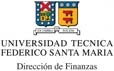 UNIVERSIDAD TECNICA
FEDERICO SANTA MARIA
Dirección de Finanzas